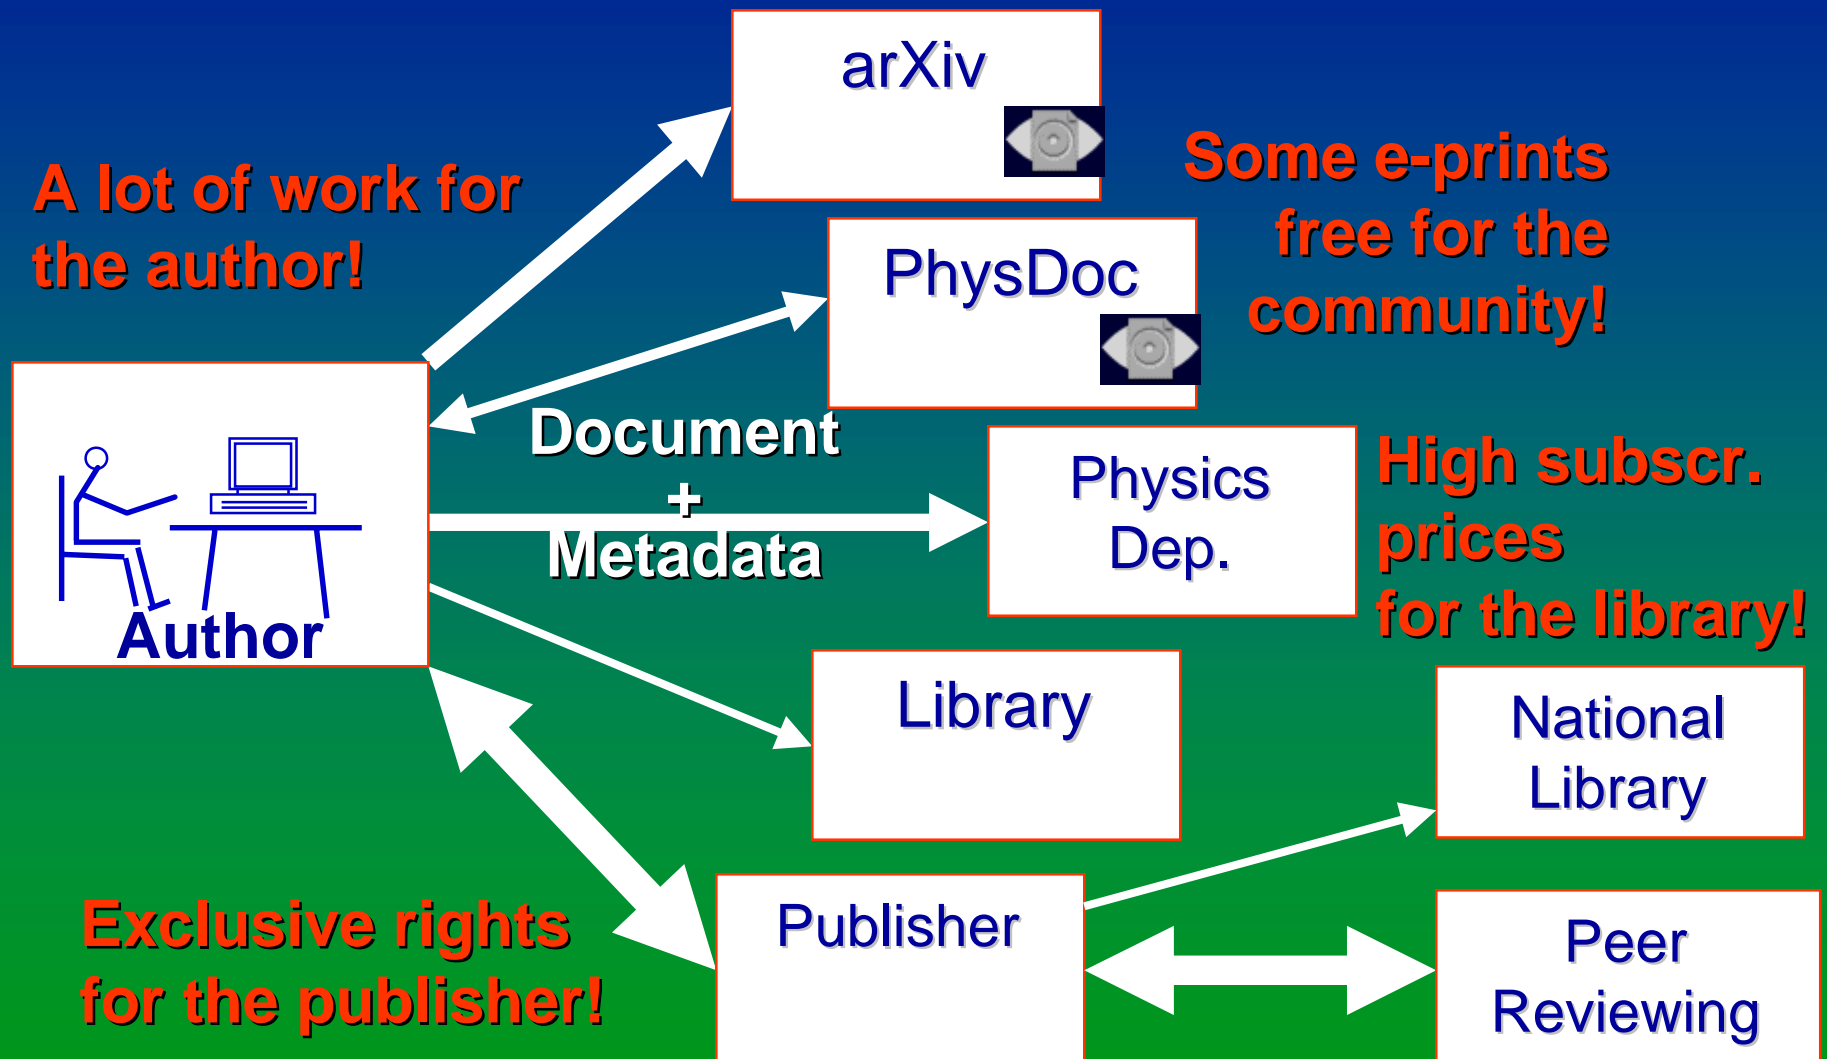 arXiv
A lot of work for
the author!
Some e-prints
free for the
community!
PhysDoc
Document
+
Metadata
Physics
Dep.
High subscr.
prices
for the library!
Author
Library
National
Library
Exclusive rights
for the publisher!
Publisher
Peer
Reviewing